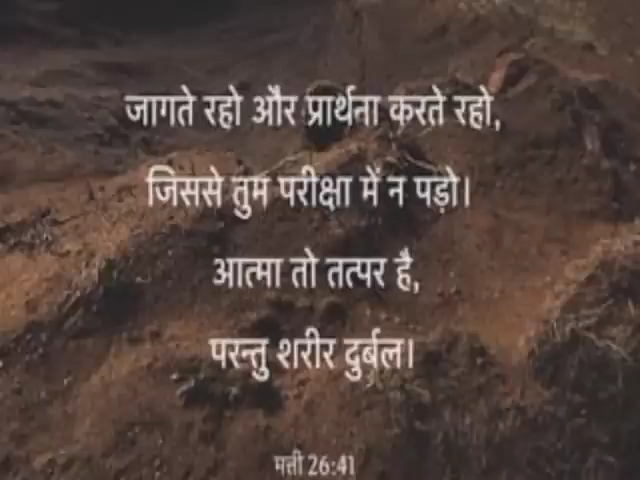 जागते रहो और प्रार्थना करते रहो,
जिससे तुम परीक्षा में न पड़ो।
आत्मा तो तत्पर है,
परन्तु शरीर दुर्बल।
मत्ती 26:41